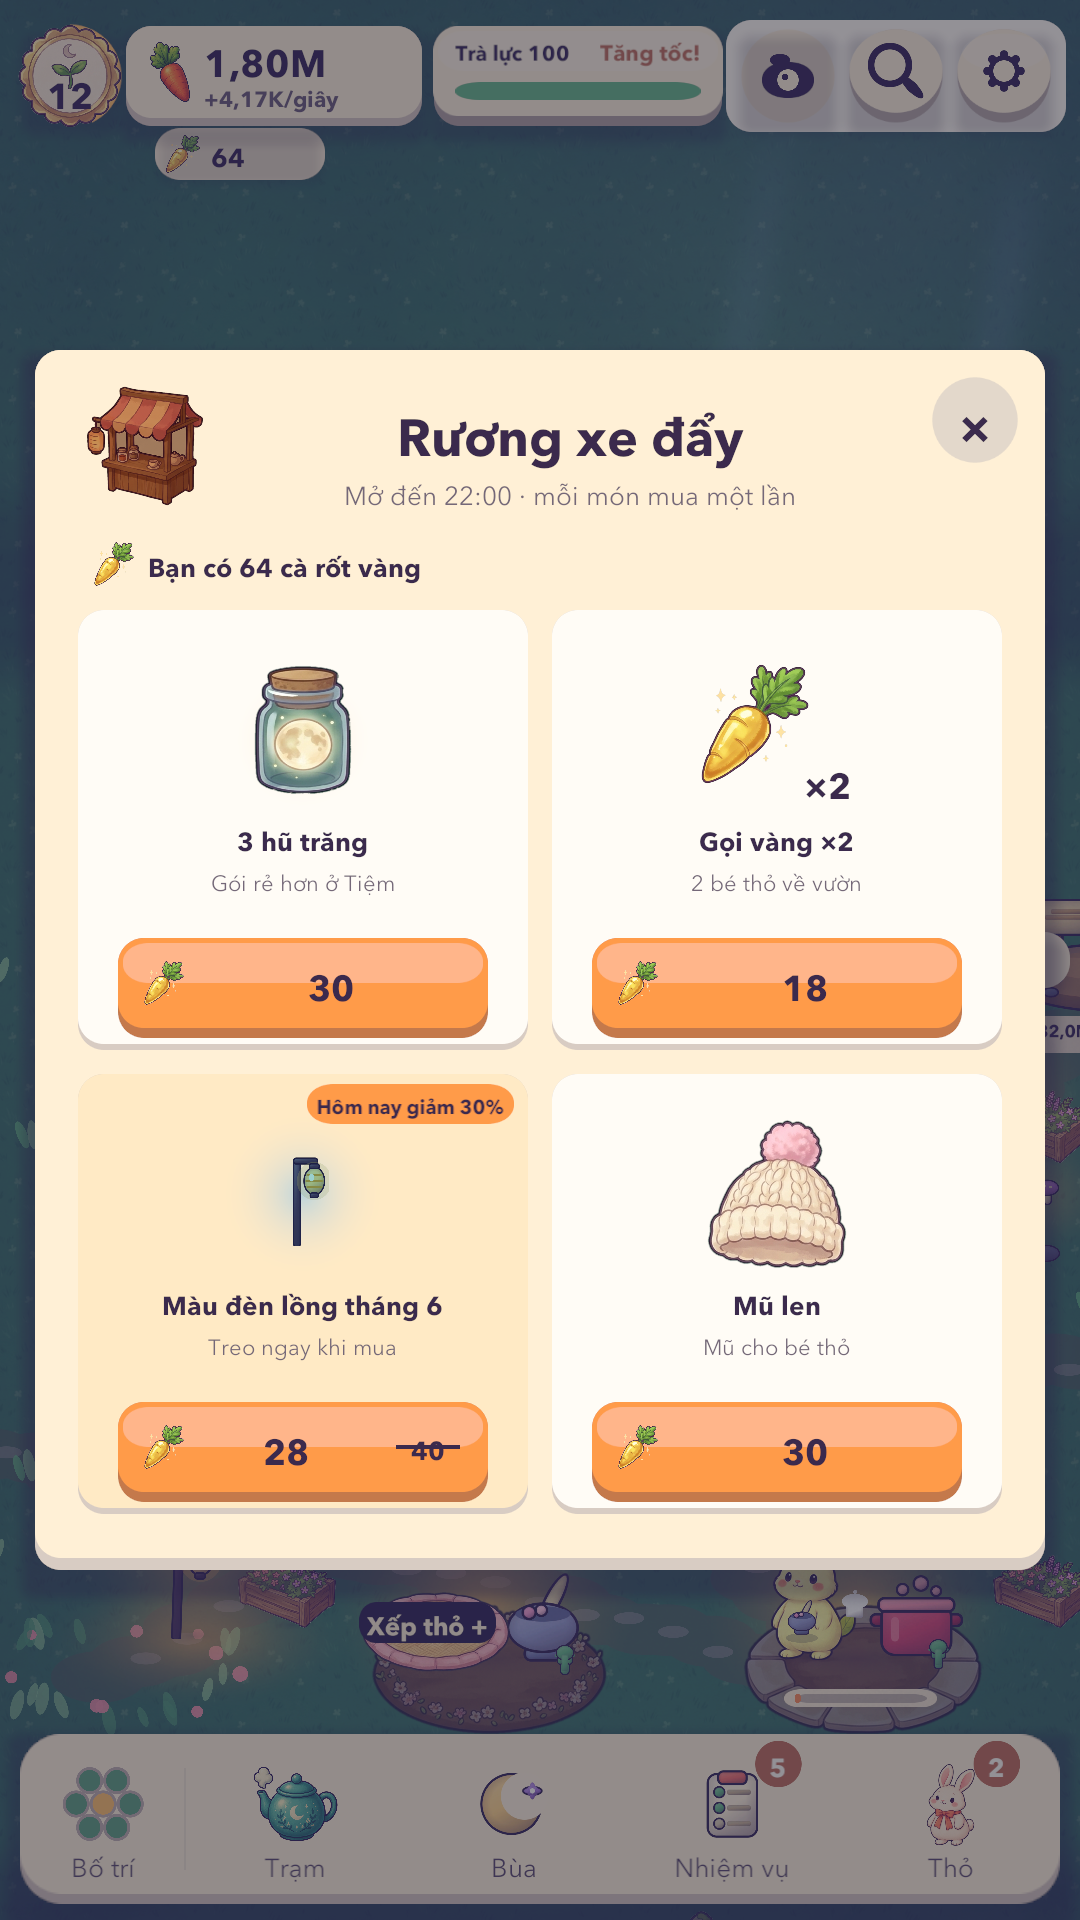 12
1,80M
+4,17K/giây
Trà lực 100
Tăng tốc!
64
Rương xe đẩy
Mở đến 22:00 · mỗi món mua một lần
Bạn có 64 cà rốt vàng
3 hũ trăng
Gói rẻ hơn ở Tiệm
30
×2
Gọi vàng ×2
2 bé thỏ về vườn
18
Hôm nay giảm 30%
Màu đèn lồng tháng 6
Treo ngay khi mua
28
40
Mũ len
Mũ cho bé thỏ
30
Xếp thỏ +
Bố trí
Trạm
Bùa
5
Nhiệm vụ
2
Thỏ